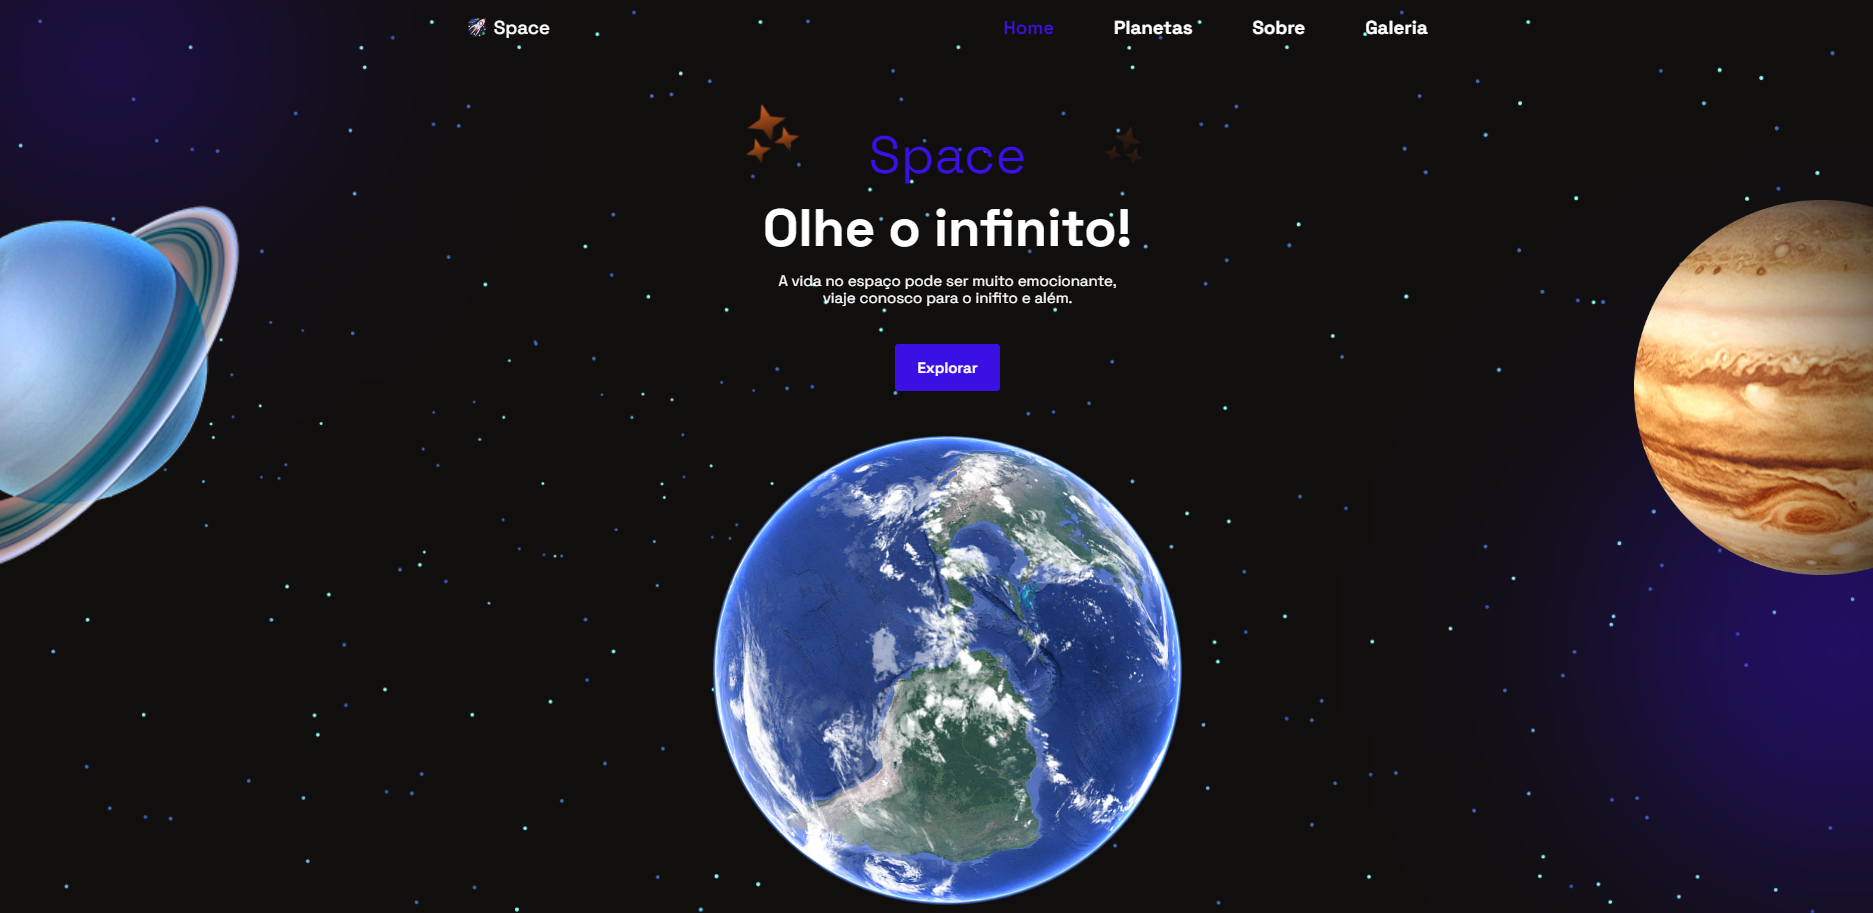 Space
Home Planetas Sobre Galeria
Space
Olhe o infinito!
A vida no espaço pode ser muito emocionante,
viaje conosco para o inifito e além.
Explorar